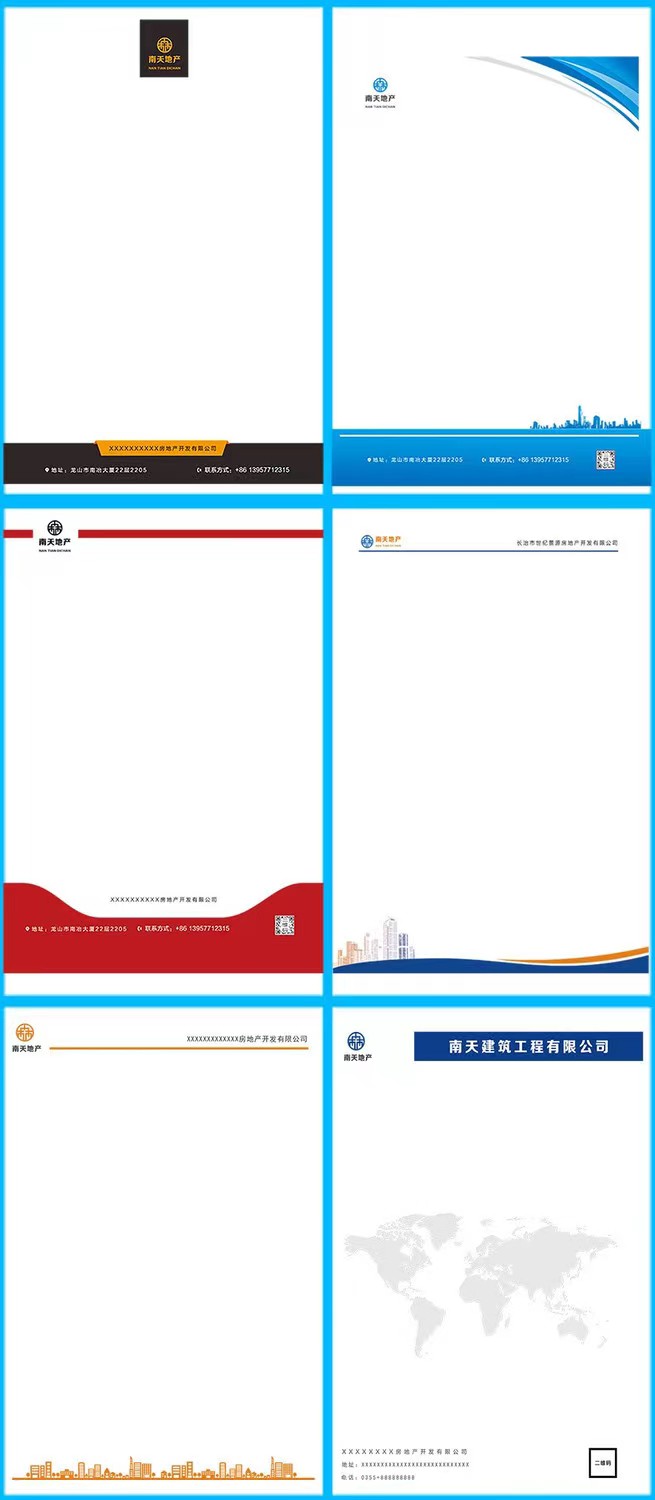 南天地产
NAN TIAN DICHAN
XXXXXXXXXX房地产开发有限公司
地址：龙山市南冶大厦22层2205
联系方式：+86 13957712315
南天地产
NAN TIAN DICHAN
地址：龙山市南冶大厦22层2205
联系方式：+86 13957712315
南天地产
NAN TIAN DICHAN
XXXXXXXXXX房地产开发有限公司
地址：龙山市南冶大厦22层2205
联系方式：+86 13957712315
南天地产
NAN TIAN DICHAN
长治市世纪景源房地产开发有限公司
南天地产
XXXXXXXXXXXXX房地产开发有限公司
南天地产
南天建筑工程有限公司
XXXXXXXX房地产开发有限公司
地址：XXXXXXXXXXXXXXXXXXXXXXXXXXX
电话：0355+888888888
二维码